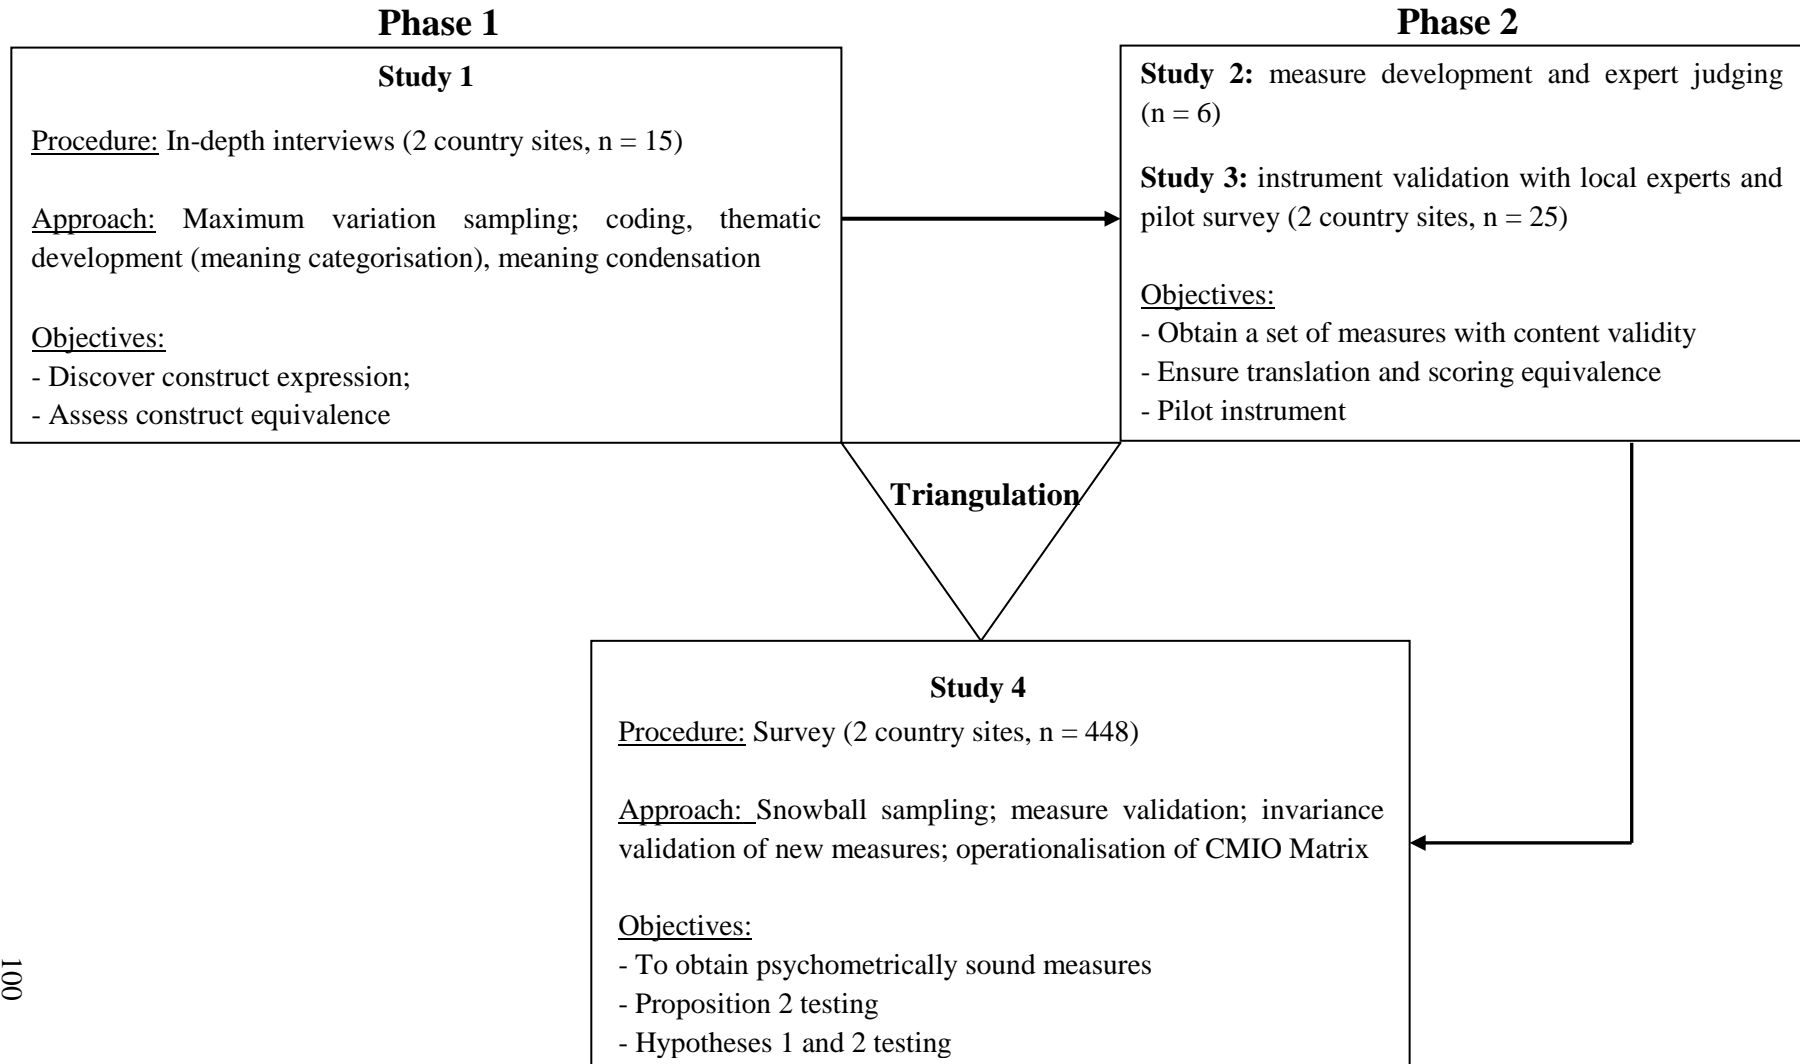 Phase 1
Study 1
Procedure: In-depth interviews (2 country sites, n = 15)
Approach: Maximum variation sampling; coding, thematic
development (meaning categorisation), meaning condensation
Objectives:
- Discover construct expression;
- Assess construct equivalence
Phase 2
Study 2: measure development and expert judging
(n = 6)
Study 3: instrument validation with local experts and
pilot survey (2 country sites, n = 25)
Objectives:
- Obtain a set of measures with content validity
- Ensure translation and scoring equivalence
- Pilot instrument
Triangulation
Study 4
Procedure: Survey (2 country sites, n = 448)
Approach: Snowball sampling; measure validation; invariance
validation of new measures; operationalisation of CMIO Matrix
Objectives:
- To obtain psychometrically sound measures
- Proposition 2 testing
- Hypotheses 1 and 2 testing
100